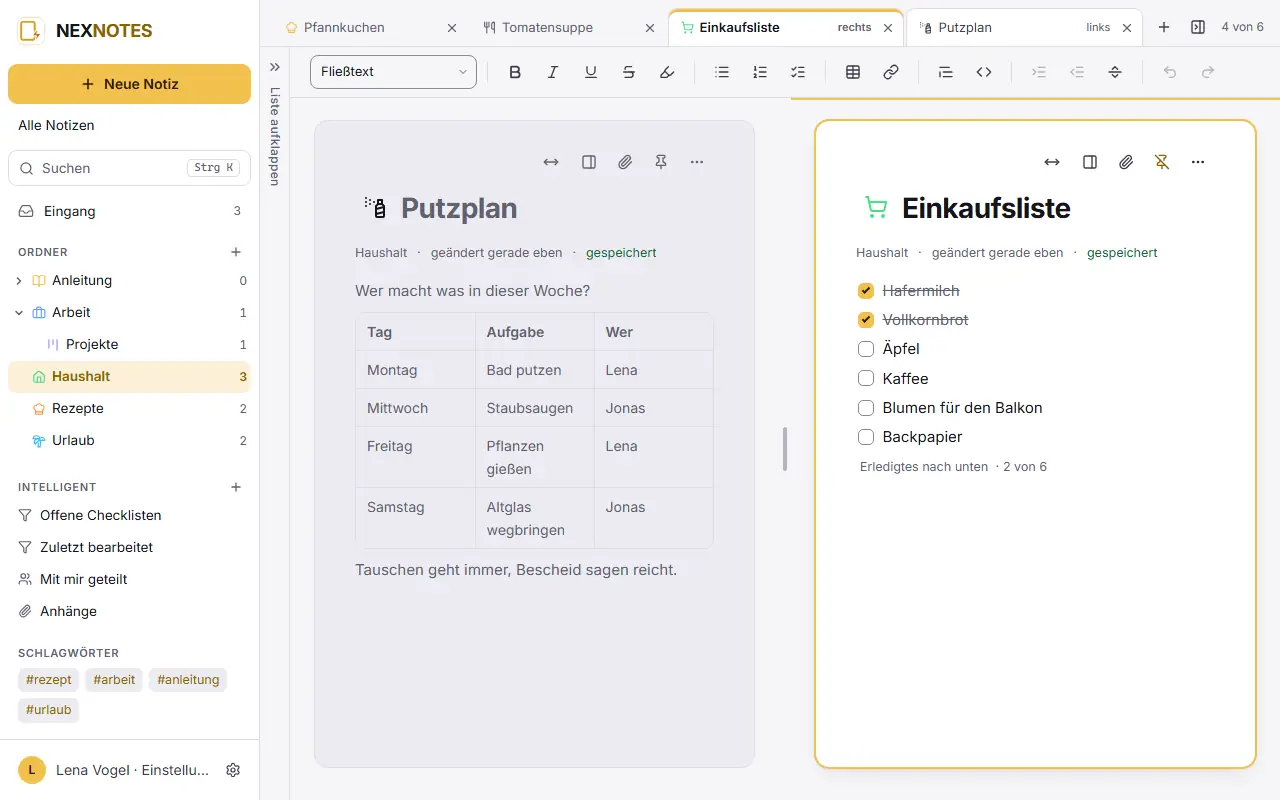 NEXNOTES
Neue Notiz
Alle Notizen
Suchen Strg K
Eingang 3
ORDNER
Anleitung 0
Arbeit 1
Projekte 1
Haushalt 3
Rezepte 2
Urlaub 2
INTELLIGENT
Offene Checklisten
Zuletzt bearbeitet
Mit mir geteilt
Anhänge
SCHLAGWÖRTER
#rezept #arbeit #anleitung
#urlaub
L Lena Vogel · Einstellu...
Pfannkuchen Tomatensuppe Einkaufsliste rechts Putzplan links 4 von 6
Liste aufklappen
Fließtext
Putzplan
Haushalt · geändert gerade eben · gespeichert
Wer macht was in dieser Woche?
Tag Aufgabe Wer
Montag Bad putzen Lena
Mittwoch Staubsaugen Jonas
Freitag Pflanzen gießen Lena
Samstag Altglas wegbringen Jonas
Tauschen geht immer, Bescheid sagen reicht.
Einkaufsliste
Haushalt · geändert gerade eben · gespeichert
Hafermilch
Vollkornbrot
Äpfel
Kaffee
Blumen für den Balkon
Backpapier
Erledigtes nach unten · 2 von 6